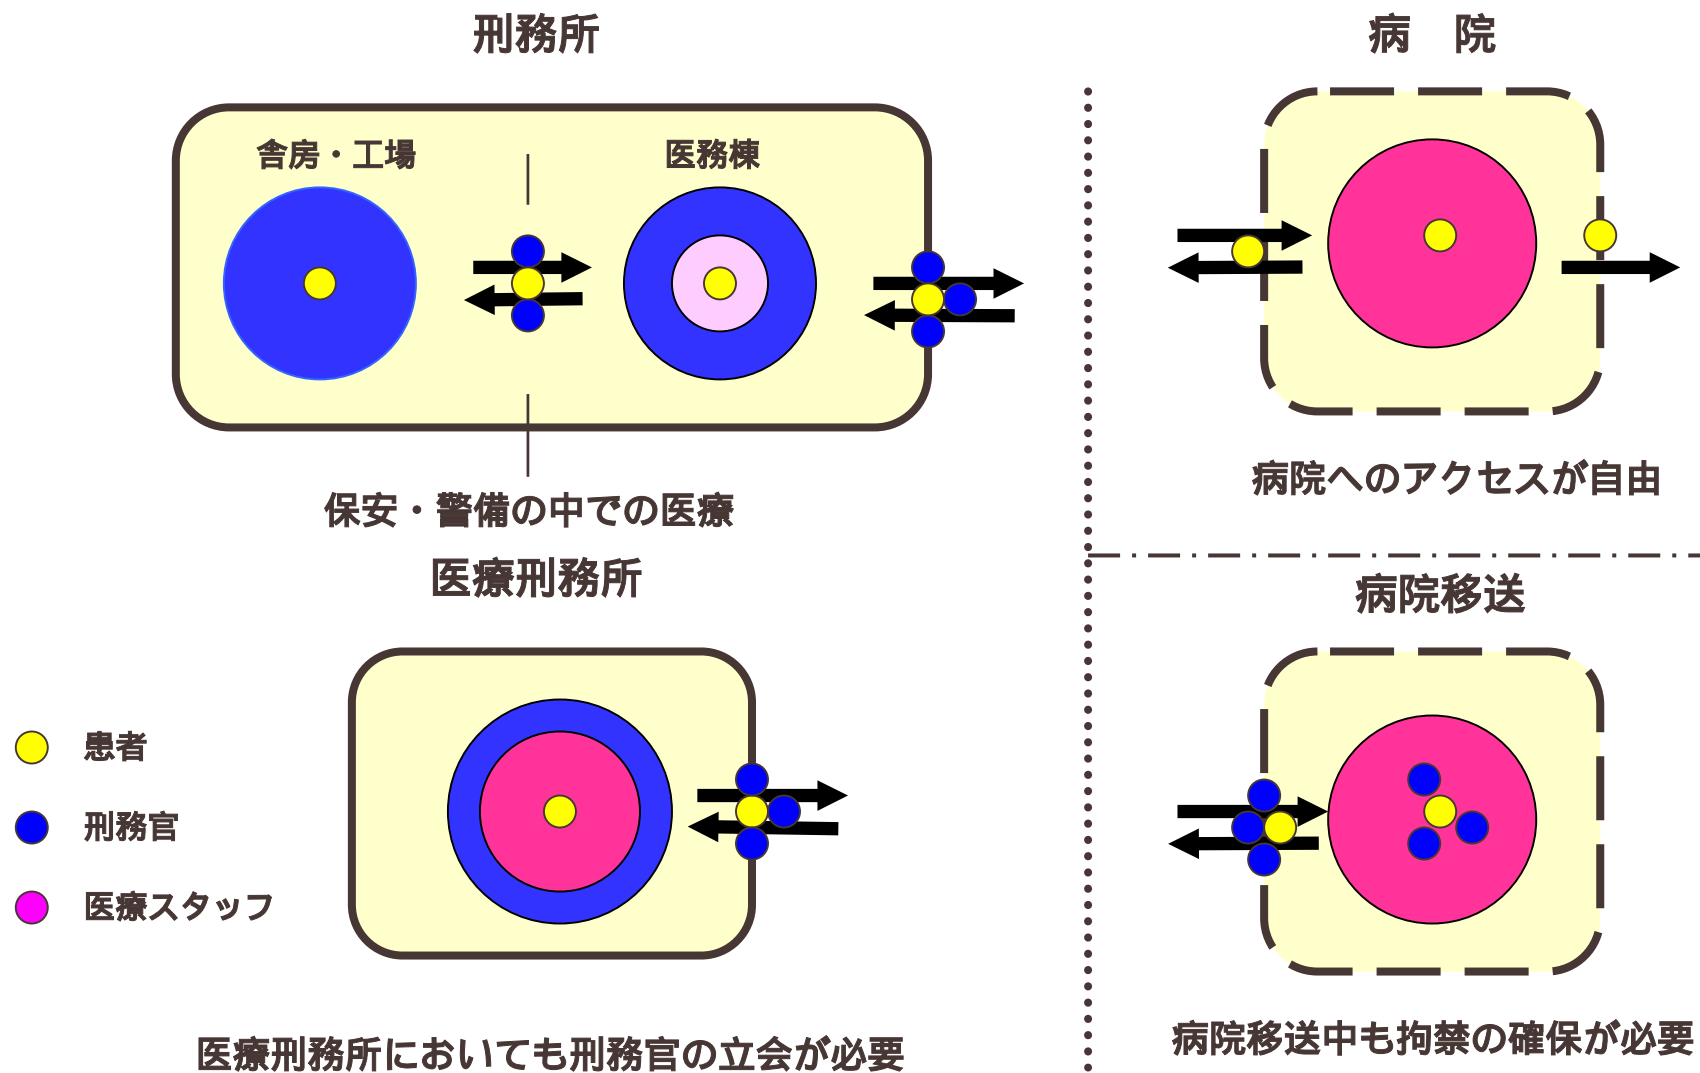 刑務所
舎房・工場
医務棟
保安・警備の中での医療
病　院
病院へのアクセスが自由
医療刑務所
患者
刑務官
医療スタッフ
医療刑務所においても刑務官の立会が必要
病院移送
病院移送中も拘禁の確保が必要